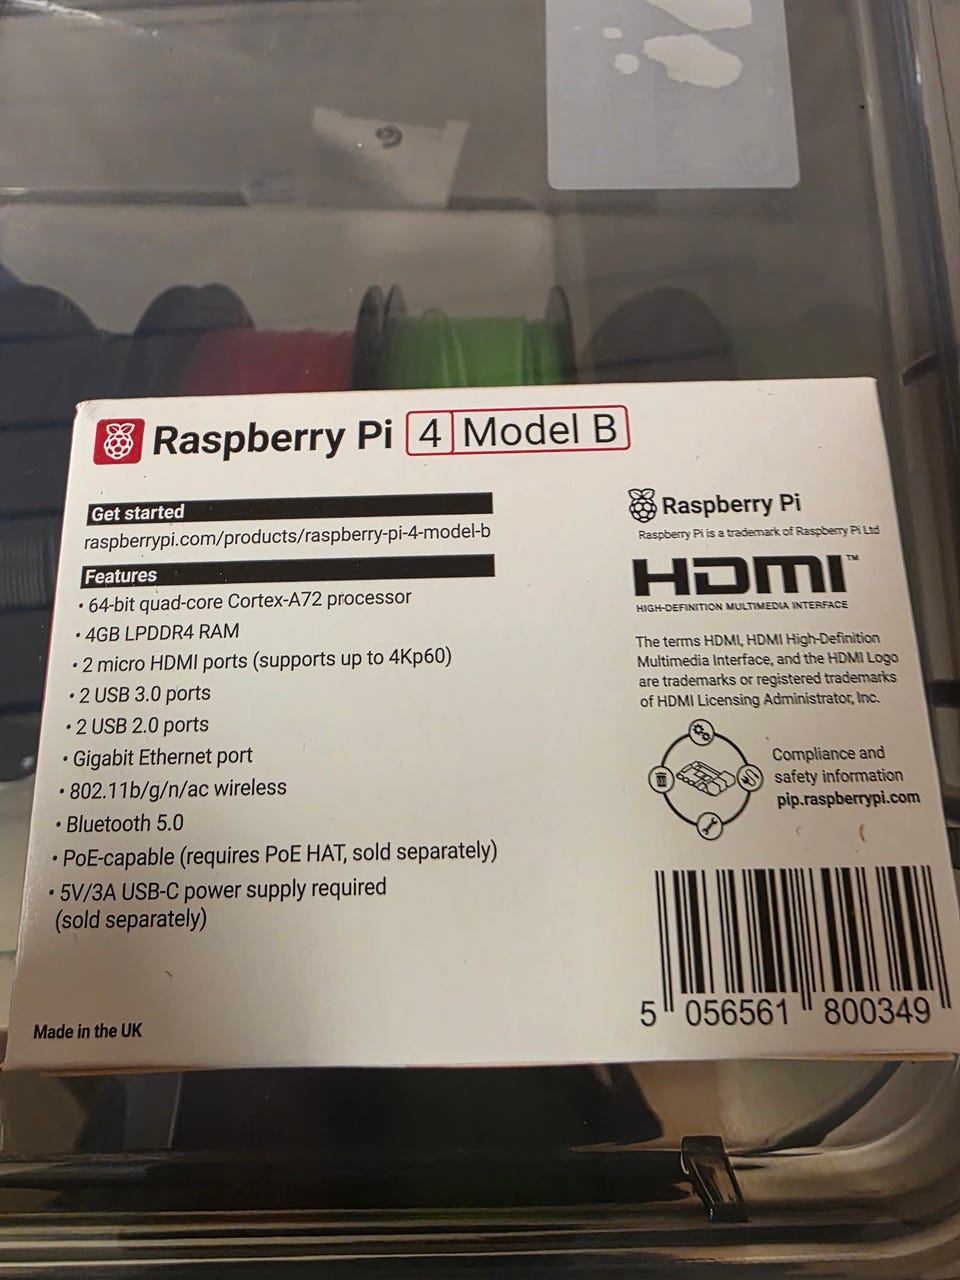 Raspberry Pi 4 Model B
Get started
raspberrypi.com/products/raspberry-pi-4-model-b
Features
• 64-bit quad-core Cortex-A72 processor
• 4GB LPDDR4 RAM
• 2 micro HDMI ports (supports up to 4Kp60)
• 2 USB 3.0 ports
• 2 USB 2.0 ports
• Gigabit Ethernet port
• 802.11b/g/n/ac wireless
• Bluetooth 5.0
• PoE-capable (requires PoE HAT, sold separately)
• 5V/3A USB-C power supply required
(sold separately)
Made in the UK
Raspberry Pi
Raspberry Pi is a trademark of Raspberry Pi Ltd
HDMI™
HIGH-DEFINITION MULTIMEDIA INTERFACE
The terms HDMI, HDMI High-Definition
Multimedia Interface, and the HDMI Logo
are trademarks or registered trademarks
of HDMI Licensing Administrator, Inc.
Compliance and
safety information
pip.raspberrypi.com
5 056561 800349